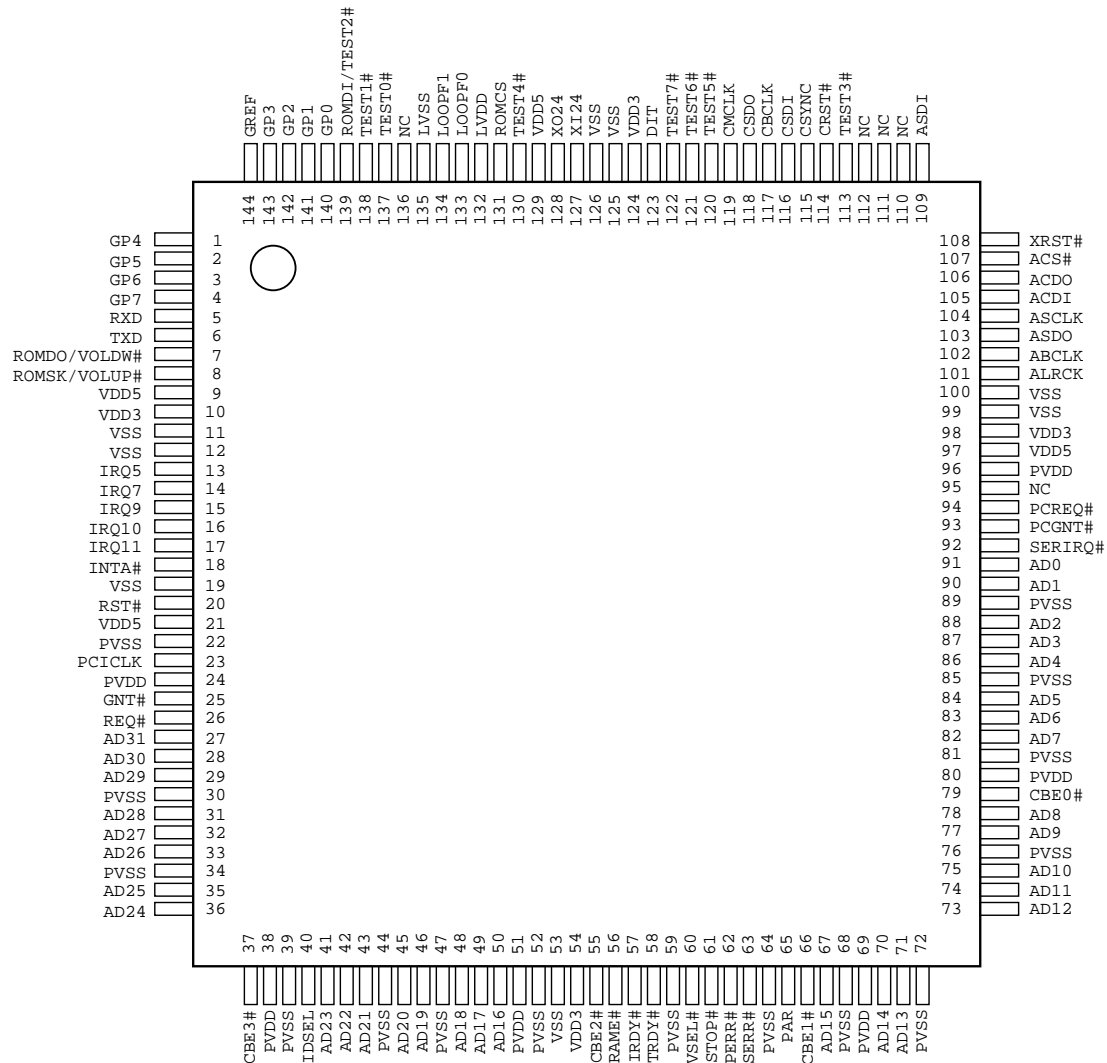 GREF GP3 GP2 GP1 GP0 ROMDI/TEST2# TEST1# TEST0# NC LVSS LOOPF1 LOOPF0 LVDD ROMCS TEST4# VDD5 XO24 XI24 VSS VSS VDD3 DIT TEST7# TEST6# TEST5# CMCLK CSDO CBCLK CSDI CSYNC CRST# TEST3# NC NC NC ASDI
144 143 142 141 140 139 138 137 136 135 134 133 132 131 130 129 128 127 126 125 124 123 122 121 120 119 118 117 116 115 114 113 112 111 110 109
GP4 1 108 XRST#
GP5 2 107 ACS#
GP6 3 106 ACDO
GP7 4 105 ACDI
RXD 5 104 ASCLK
TXD 6 103 ASDO
ROMDO/VOLDW# 7 102 ABCLK
ROMSK/VOLUP# 8 101 ALRCK
VDD5 9 100 VSS
VDD3 10 99 VSS
VSS 11 98 VDD3
VSS 12 97 VDD5
IRQ5 13 96 PVDD
IRQ7 14 95 NC
IRQ9 15 94 PCREQ#
IRQ10 16 93 PCGNT#
IRQ11 17 92 SERIRQ#
INTA# 18 91 AD0
VSS 19 90 AD1
RST# 20 89 PVSS
VDD5 21 88 AD2
PVSS 22 87 AD3
PCICLK 23 86 AD4
PVDD 24 85 PVSS
GNT# 25 84 AD5
REQ# 26 83 AD6
AD31 27 82 AD7
AD30 28 81 PVSS
AD29 29 80 PVDD
PVSS 30 79 CBE0#
AD28 31 78 AD8
AD27 32 77 AD9
AD26 33 76 PVSS
PVSS 34 75 AD10
AD25 35 74 AD11
AD24 36 73 AD12
37 38 39 40 41 42 43 44 45 46 47 48 49 50 51 52 53 54 55 56 57 58 59 60 61 62 63 64 65 66 67 68 69 70 71 72
CBE3# PVDD PVSS IDSEL AD23 AD22 AD21 PVSS AD20 AD19 PVSS AD18 AD17 AD16 PVDD PVSS VSS VDD3 CBE2# RAME# IRDY# TRDY# PVSS VSEL# STOP# PERR# SERR# PVSS PAR CBE1# AD15 PVSS PVDD AD14 AD13 PVSS